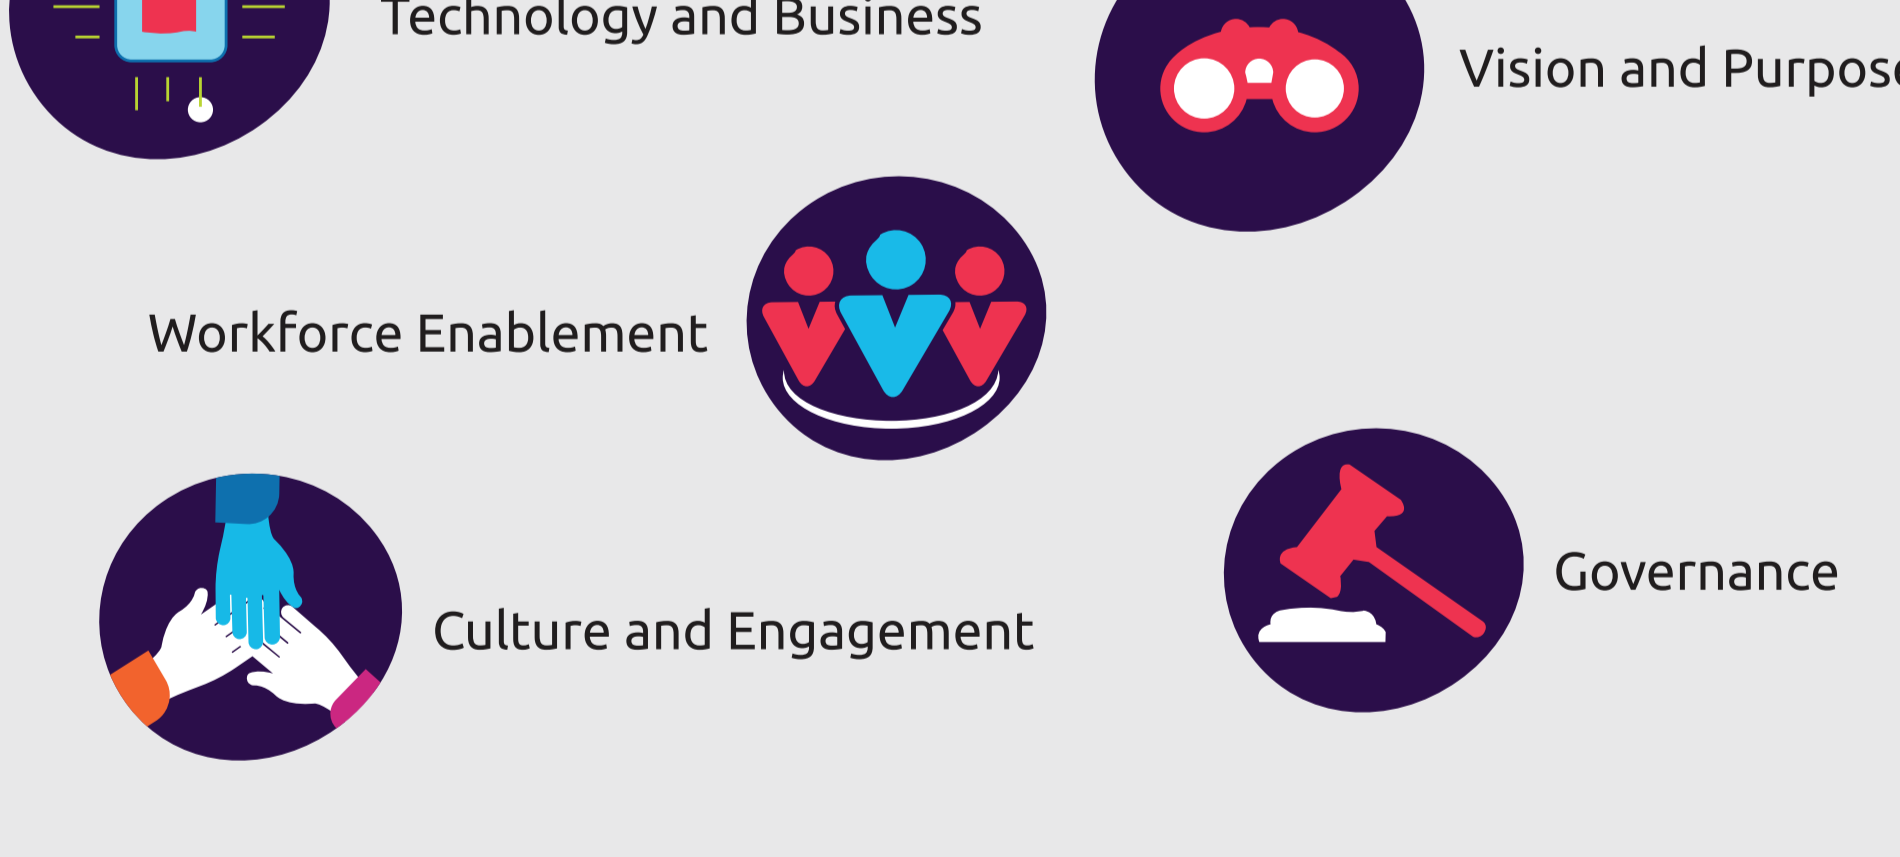 Technology and Business
Vision and Purpose
Workforce Enablement
Governance
Culture and Engagement